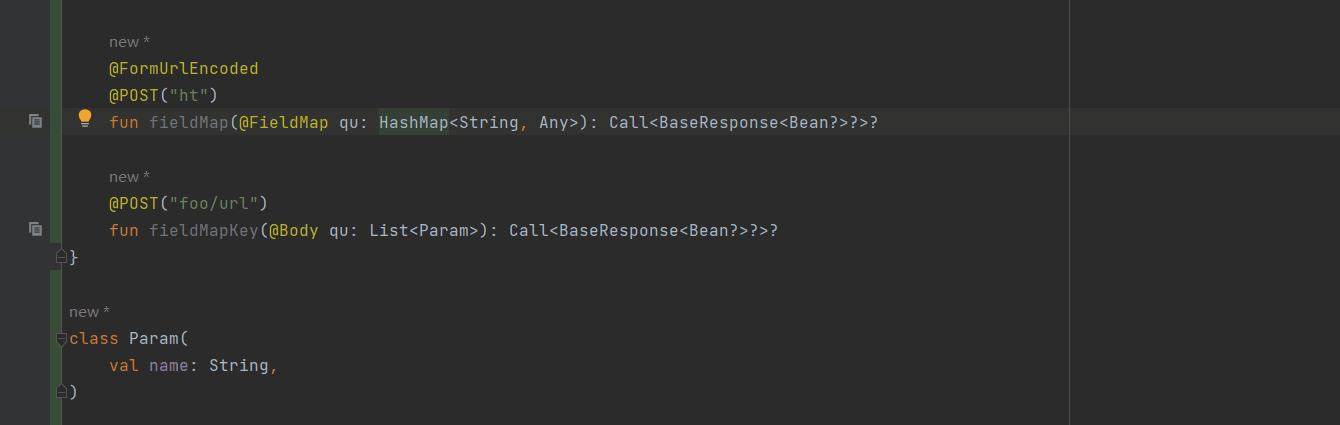 new *
@FormUrlEncoded
@POST("ht")
fun fieldMap(@FieldMap qu: HashMap<String, Any>): Call<BaseResponse<Bean?>?>?
new *
@POST("foo/url")
fun fieldMapKey(@Body qu: List<Param>): Call<BaseResponse<Bean?>?>?
}
new *
class Param(
val name: String,
)